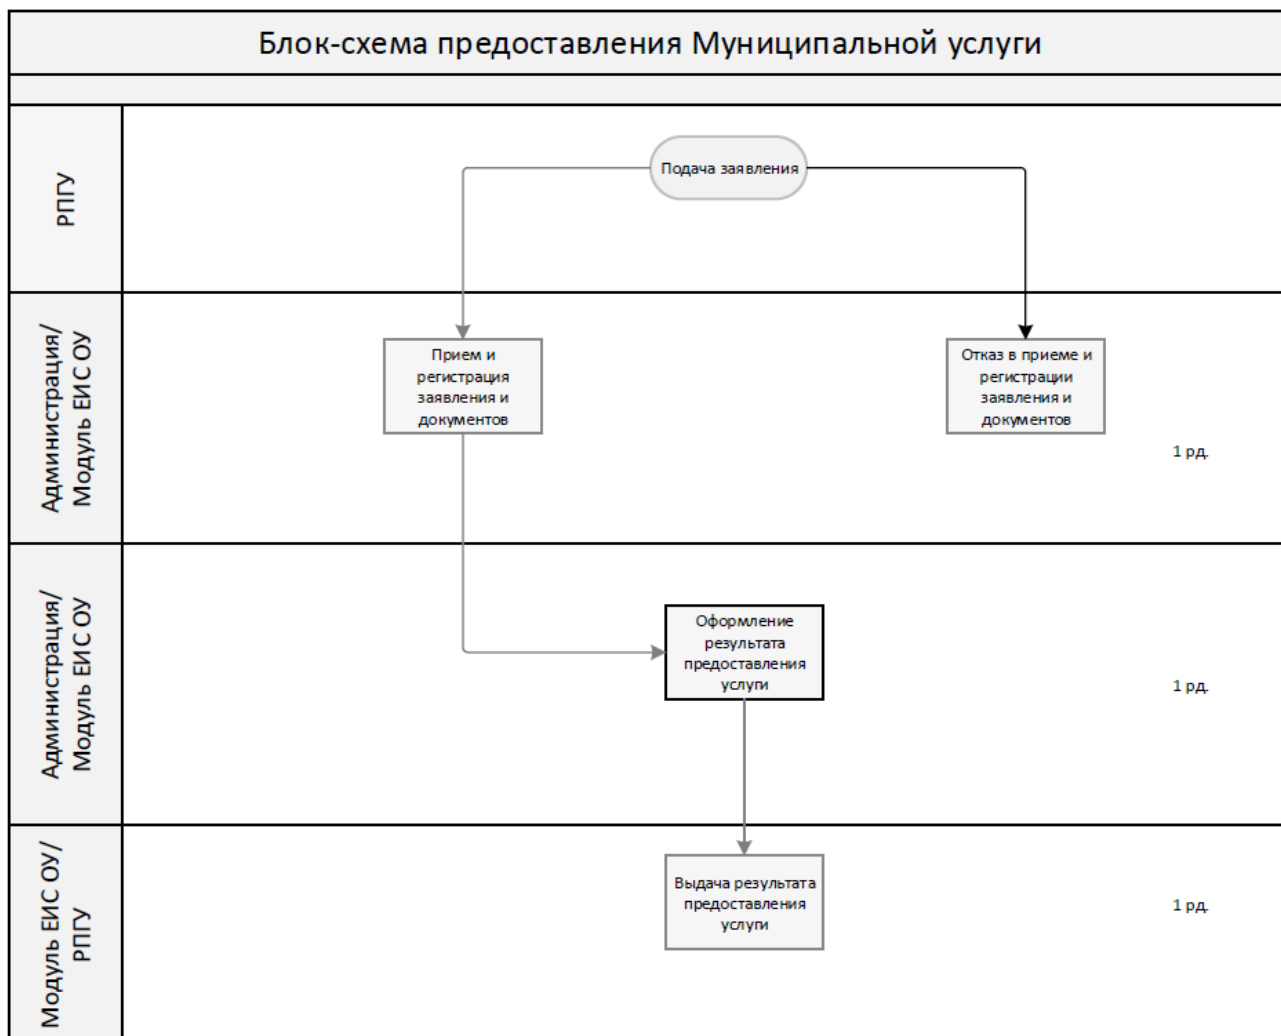 Блок-схема предоставления Муниципальной услуги
РПГУ
Подача заявления
Администрация/
Модуль ЕИС ОУ
Прием и
регистрация
заявления и
документов
Отказ в приеме и
регистрации
заявления и
документов
1 рд.
Администрация/
Модуль ЕИС ОУ
Оформление
результата
предоставления
услуги
1 рд.
Модуль ЕИС ОУ/
РПГУ
Выдача результата
предоставления
услуги
1 рд.